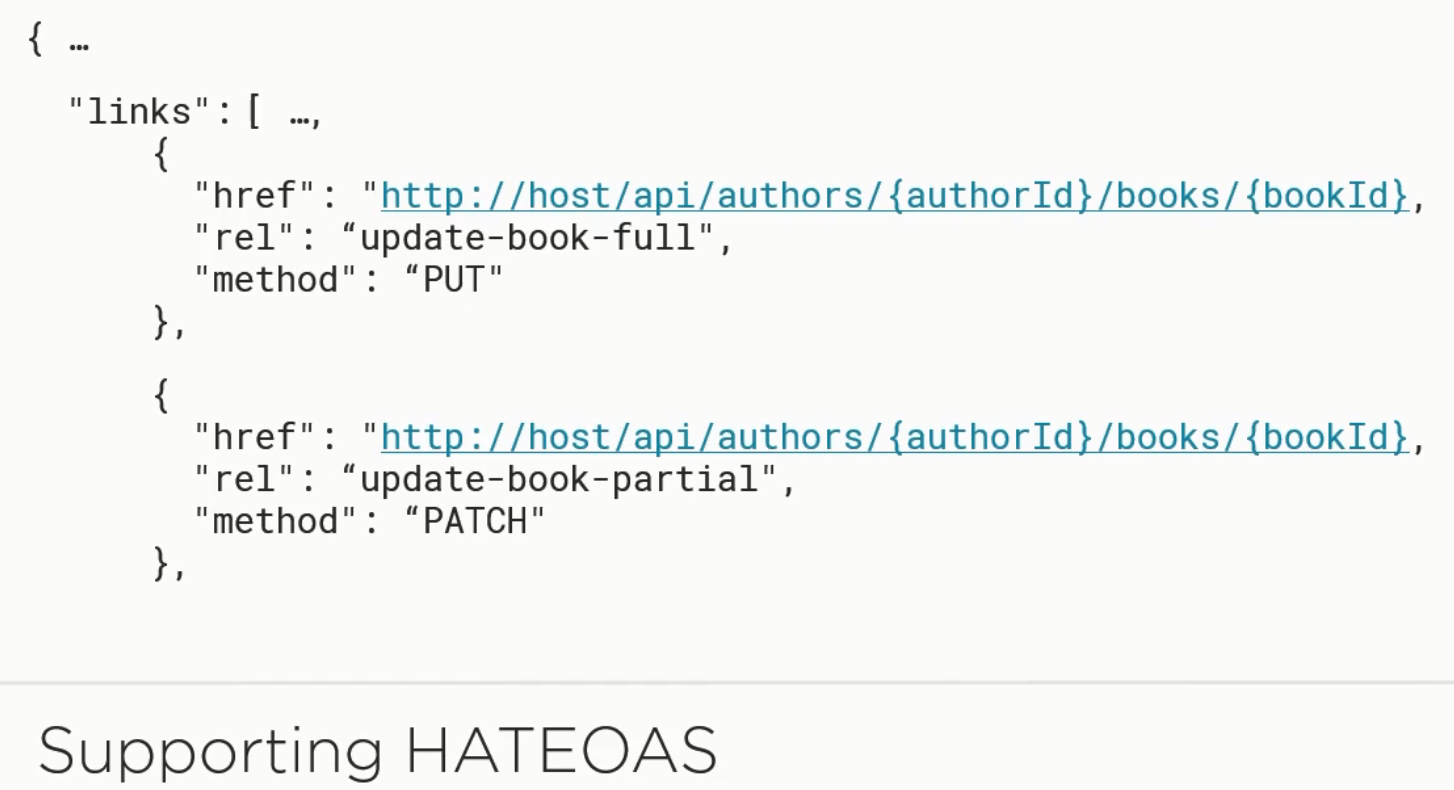 { …
"links": [ …,
{
"href": "http://host/api/authors/{authorId}/books/{bookId},
"rel": “update-book-full",
"method": “PUT"
},
{
"href": "http://host/api/authors/{authorId}/books/{bookId},
"rel": “update-book-partial",
"method": “PATCH"
},
Supporting HATEOAS